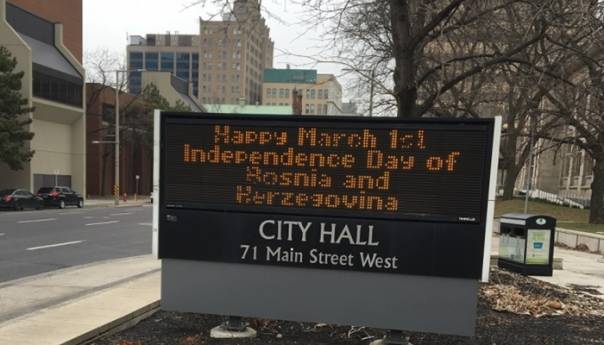 Happy March 1st
Independence Day of
Bosnia and
Herzegovina
CITY HALL
71 Main Street West